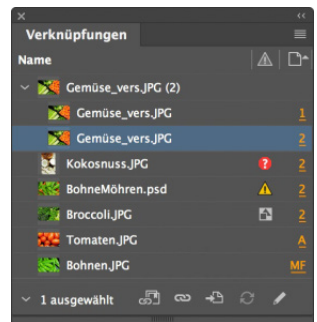 Verknüpfungen
Name
Gemüse_vers.JPG (2)
Gemüse_vers.JPG 1
Gemüse_vers.JPG 2
Kokosnuss.JPG ? 2
BohneMöhren.psd 2
Broccoli.JPG 2
Tomaten.JPG A
Bohnen.JPG MF
1 ausgewählt